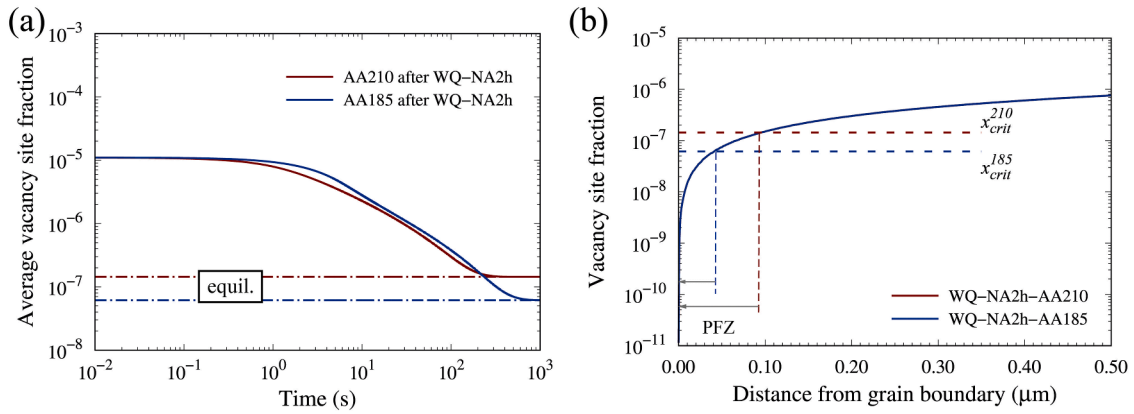 (a)
10⁻³
10⁻⁴
10⁻⁵
10⁻⁶
10⁻⁷
10⁻⁸
Average vacancy site fraction
AA210 after WQ−NA2h
AA185 after WQ−NA2h
equil.
10⁻² 10⁻¹ 10⁰ 10¹ 10² 10³
Time (s)
(b)
10⁻⁵
10⁻⁶
10⁻⁷
10⁻⁸
10⁻⁹
10⁻¹⁰
10⁻¹¹
Vacancy site fraction
x_crit^210
x_crit^185
PFZ
WQ−NA2h−AA210
WQ−NA2h−AA185
0.00 0.10 0.20 0.30 0.40 0.50
Distance from grain boundary (μm)